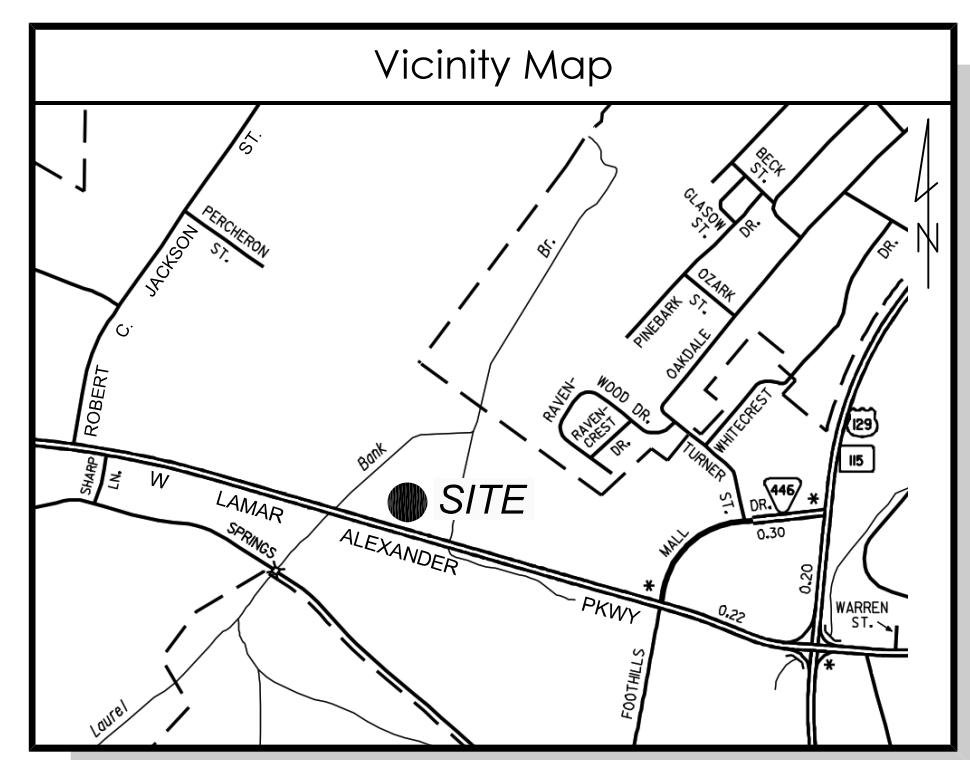 Vicinity Map
ST.
BECK
ST.
GLASOW
ST.
DR.
N
PERCHERON
ST.
JACKSON
Br.
DR.
OZARK
ST.
PINEBARK
C.
OAKDALE
ROBERT
RAVEN-
WOOD DR.
RAVEN-
CREST
DR.
WHITECREST
129
115
Bank
TURNER
ST.
SHARP
LN.
W
LAMAR
SITE
446
*
DR.
0.30
MALL
SPRINGS
ALEXANDER
*
PKWY
0.22
0.20
WARREN
ST.
*
FOOTHILLS
Laurel